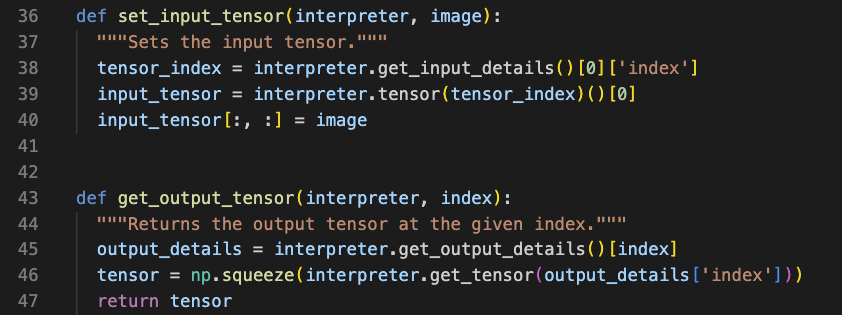 36 def set_input_tensor(interpreter, image):
37   """Sets the input tensor."""
38   tensor_index = interpreter.get_input_details()[0]['index']
39   input_tensor = interpreter.tensor(tensor_index)()[0]
40   input_tensor[:, :] = image
41
42
43 def get_output_tensor(interpreter, index):
44   """Returns the output tensor at the given index."""
45   output_details = interpreter.get_output_details()[index]
46   tensor = np.squeeze(interpreter.get_tensor(output_details['index']))
47   return tensor